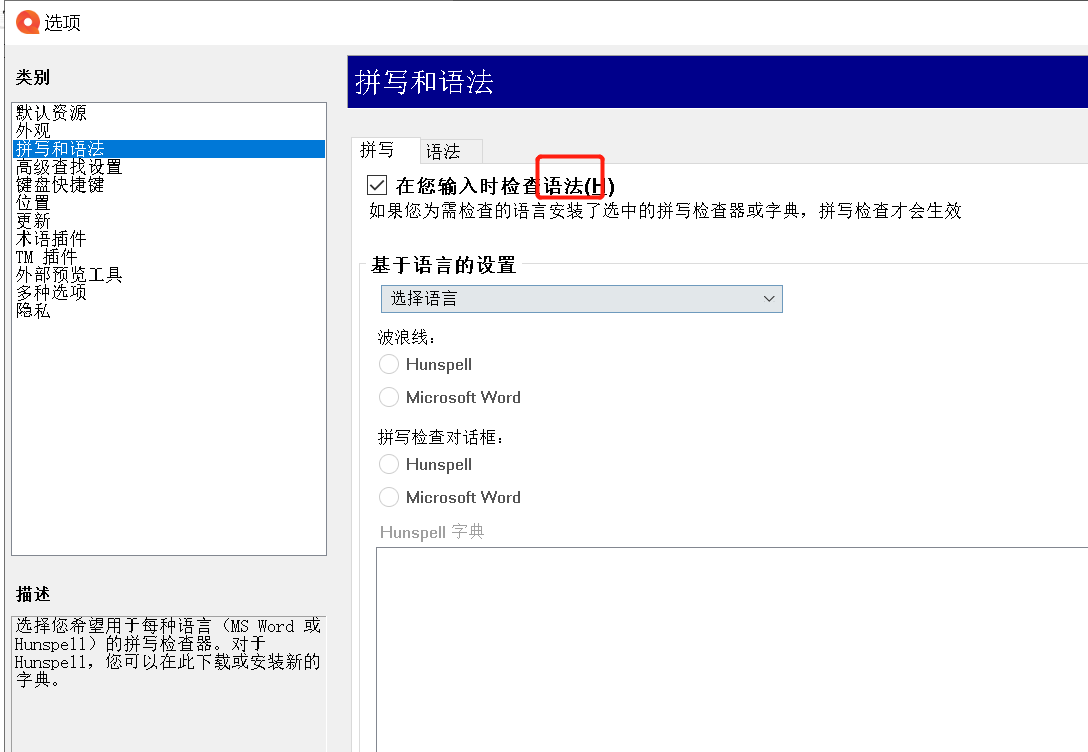 选项
类别
默认资源
外观
拼写和语法
高级查找设置
键盘快捷键
位置
更新
术语插件
TM 插件
外部预览工具
多种选项
隐私
描述
选择您希望用于每种语言（MS Word 或
Hunspell）的拼写检查器。对于
Hunspell，您可以在此下载或安装新的
字典。
拼写和语法
拼写 语法
在您输入时检查语法(H)
如果您为需检查的语言安装了选中的拼写检查器或字典，拼写检查才会生效
基于语言的设置
选择语言
波浪线：
Hunspell
Microsoft Word
拼写检查对话框：
Hunspell
Microsoft Word
Hunspell 字典